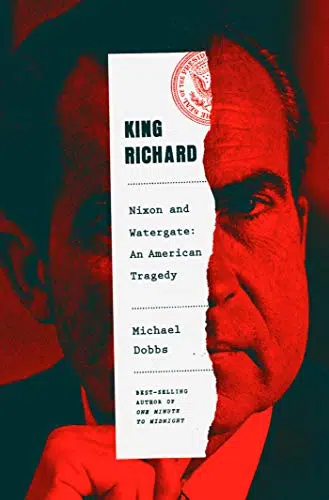 KING
RICHARD
Nixon and
Watergate:
An American
Tragedy
Michael
Dobbs
BEST-SELLING
AUTHOR OF
ONE MINUTE
TO MIDNIGHT